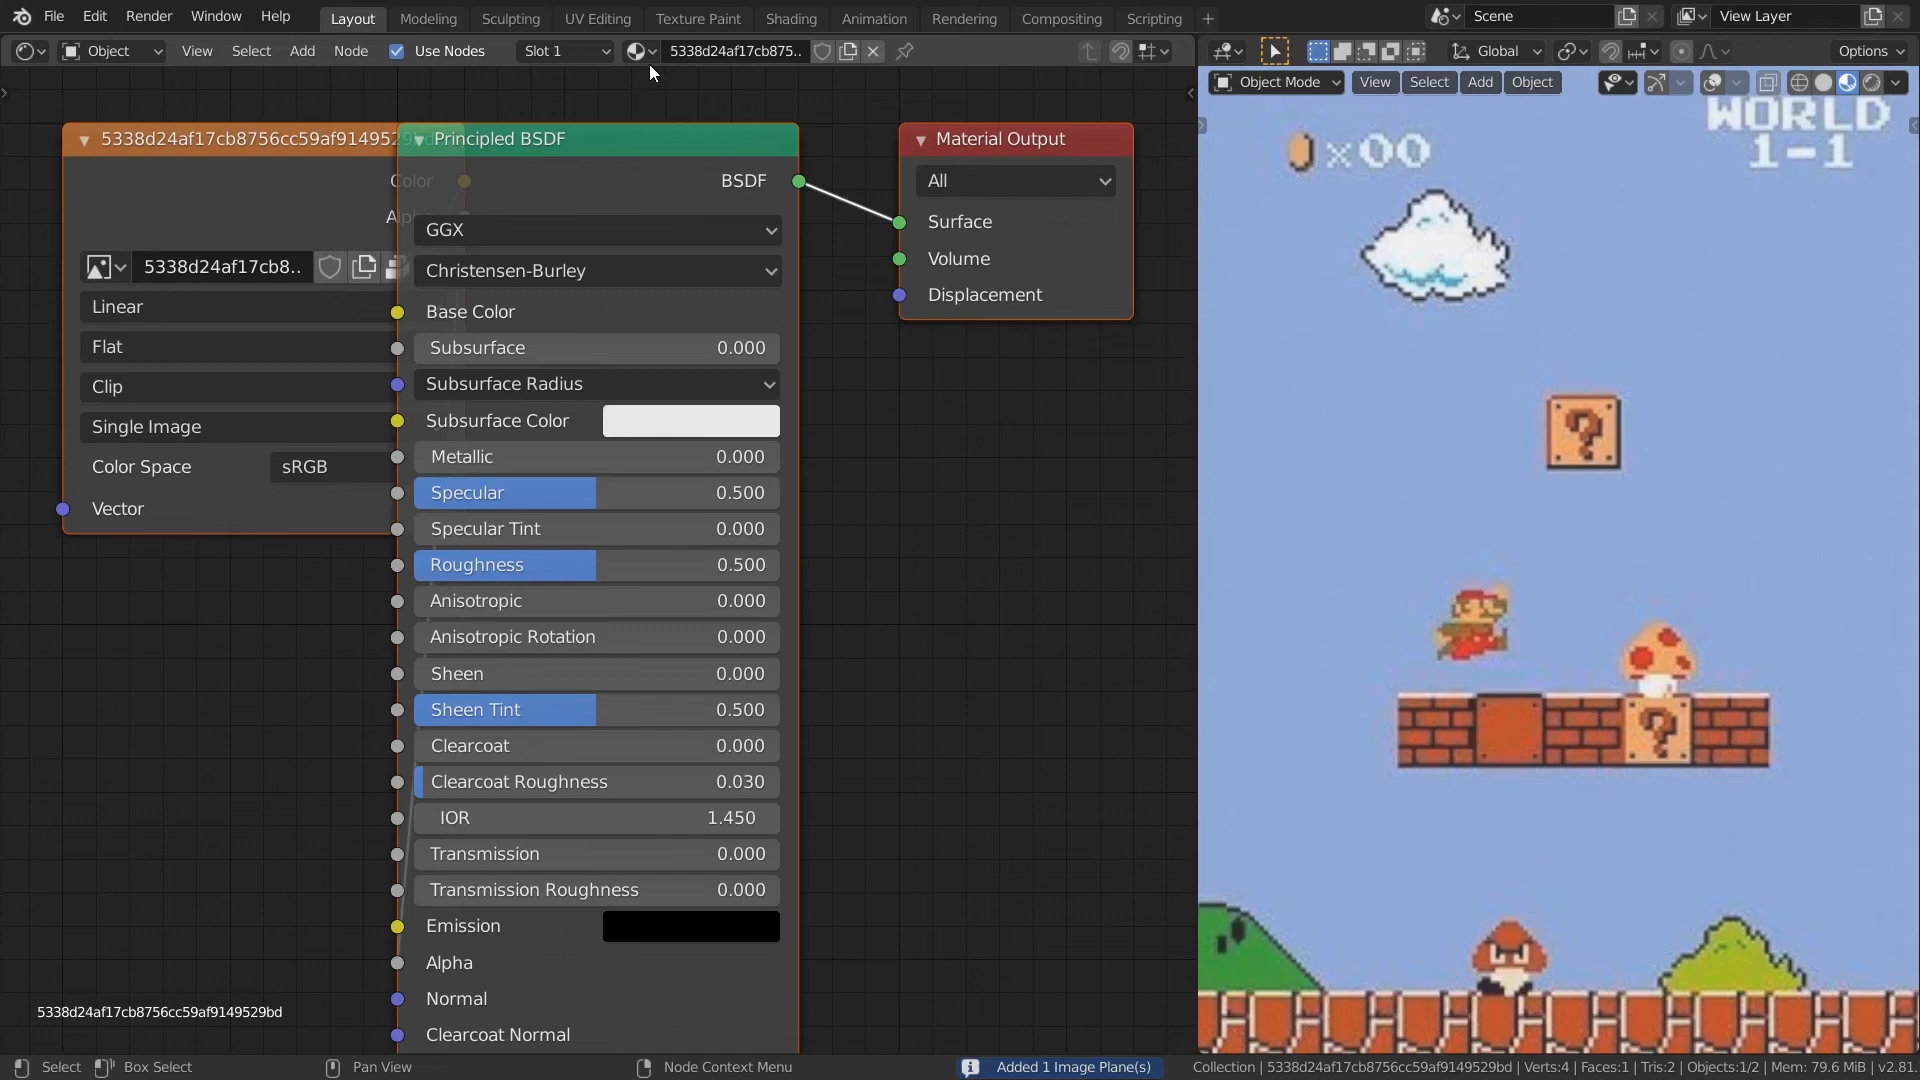 File Edit Render Window Help Layout Modeling Sculpting UV Editing Texture Paint Shading Animation Rendering Compositing Scripting + Scene View Layer
Object View Select Add Node Use Nodes Slot 1 5338d24af17cb875.. Global Options
Object Mode View Select Add Object
5338d24af17cb8756cc59af9149529bd
Color
Alpha
5338d24af17cb8..
Linear
Flat
Clip
Single Image
Color Space sRGB
Vector
Principled BSDF
BSDF
GGX
Christensen-Burley
Base Color
Subsurface 0.000
Subsurface Radius
Subsurface Color
Metallic 0.000
Specular 0.500
Specular Tint 0.000
Roughness 0.500
Anisotropic 0.000
Anisotropic Rotation 0.000
Sheen 0.000
Sheen Tint 0.500
Clearcoat 0.000
Clearcoat Roughness 0.030
IOR 1.450
Transmission 0.000
Transmission Roughness 0.000
Emission
Alpha
Normal
Clearcoat Normal
Material Output
All
Surface
Volume
Displacement
WORLD
x00 1-1
?
?
5338d24af17cb8756cc59af9149529bd
Select Box Select Pan View Node Context Menu Added 1 Image Plane(s) Collection | 5338d24af17cb8756cc59af9149529bd | Verts:4 | Faces:1 | Tris:2 | Objects:1/2 | Mem: 79.6 MiB | v2.81.